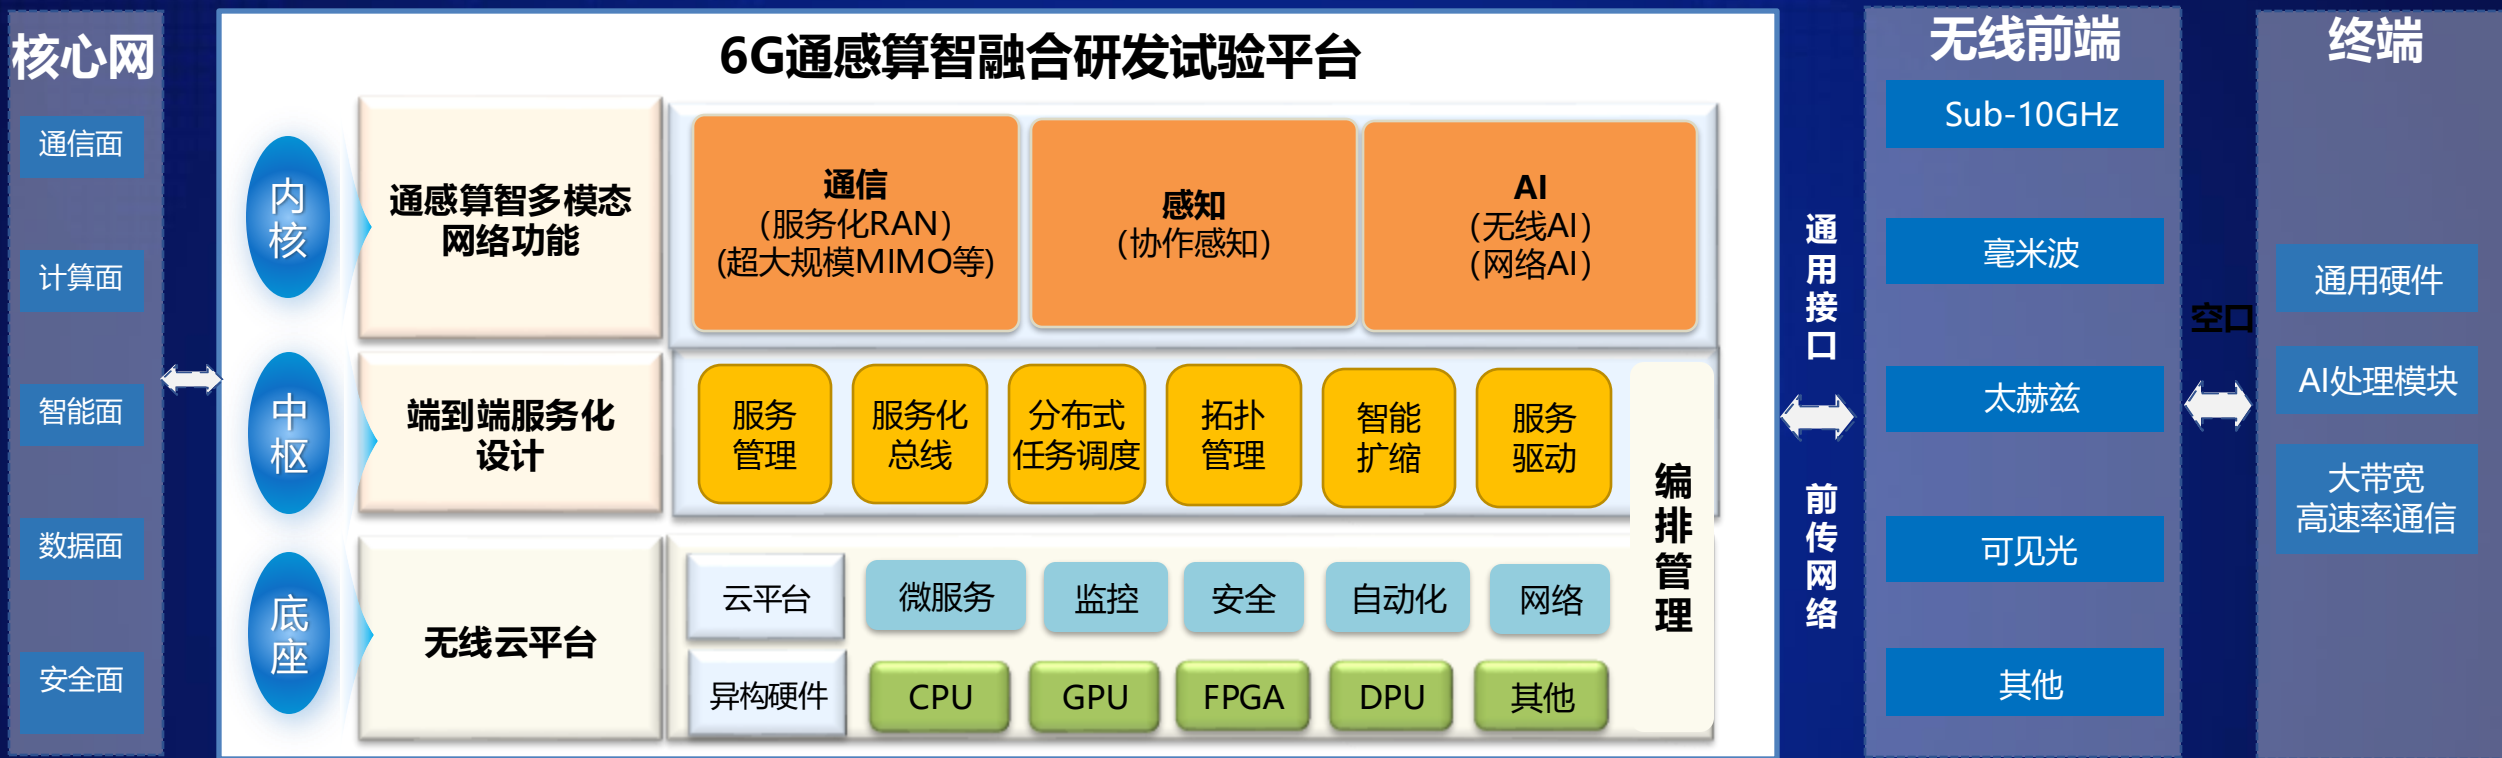 核心网
通信面
计算面
智能面
数据面
安全面
6G通感算智融合研发试验平台
内
核
通感算智多模态
网络功能
通信
（服务化RAN）
(超大规模MIMO等)
感知
（协作感知）
AI
（无线AI）
（网络AI）
中
枢
端到端服务化
设计
服务
管理
服务化
总线
分布式
任务调度
拓扑
管理
智能
扩缩
服务
驱动
编
排
管
理
底
座
无线云平台
云平台
微服务
监控
安全
自动化
网络
异构硬件
CPU
GPU
FPGA
DPU
其他
通
用
接
口
前
传
网
络
无线前端
Sub-10GHz
毫米波
太赫兹
可见光
其他
空口
终端
通用硬件
AI处理模块
大带宽
高速率通信